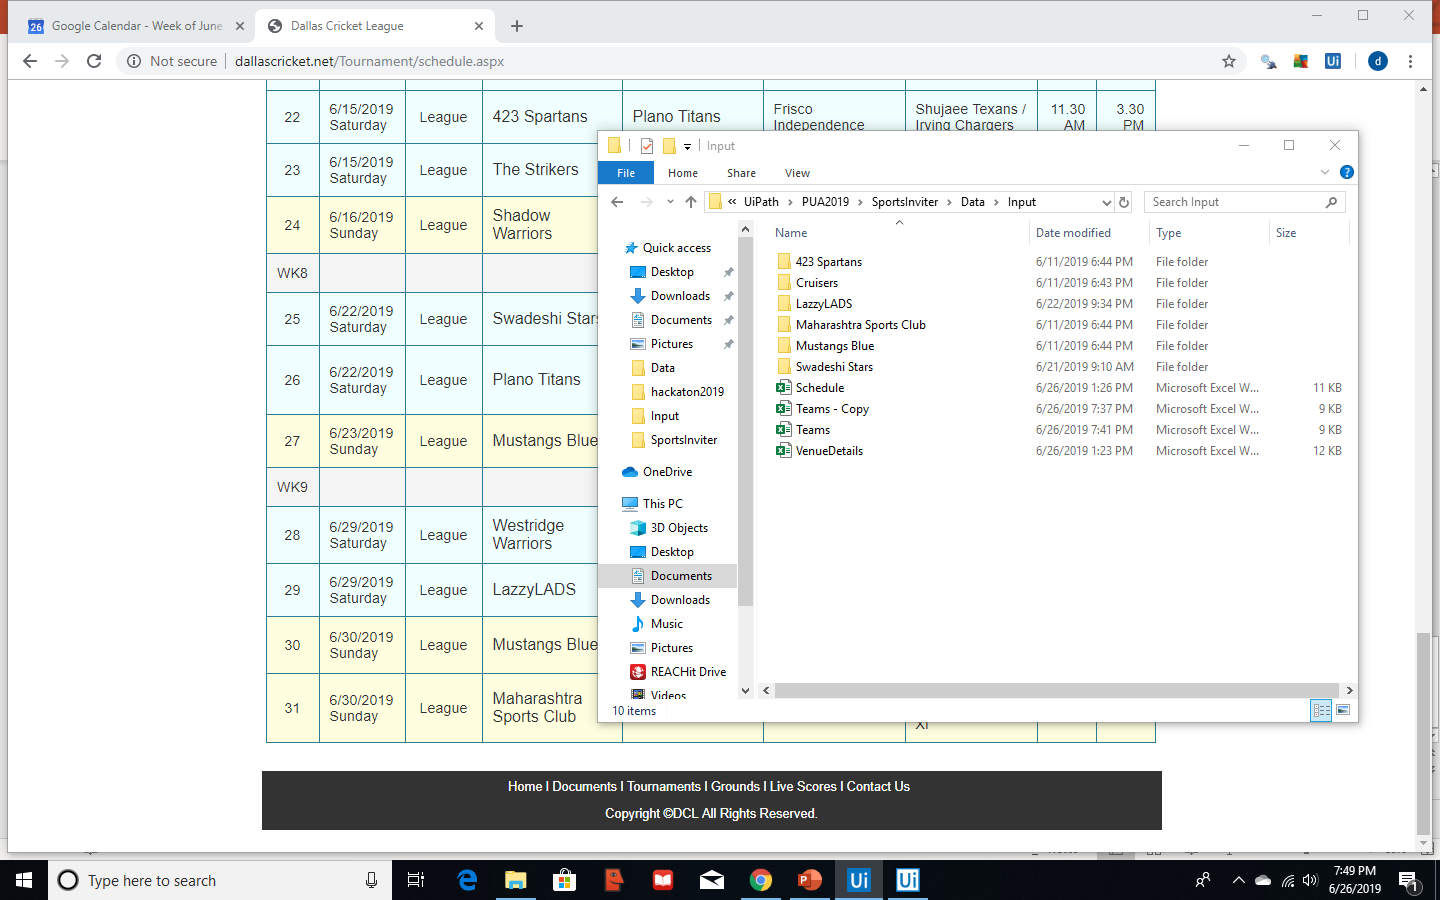 26 Google Calendar - Week of June
Dallas Cricket League
Not secure | dallascricket.net/Tournament/schedule.aspx
Ui
d
22 6/15/2019 Saturday League 423 Spartans Plano Titans Frisco Independence Shujaee Texans / Irving Chargers 11.30 AM 3.30 PM
23 6/15/2019 Saturday League The Strikers
24 6/16/2019 Sunday League Shadow Warriors
WK8
25 6/22/2019 Saturday League Swadeshi Stars
26 6/22/2019 Saturday League Plano Titans
27 6/23/2019 Sunday League Mustangs Blue
WK9
28 6/29/2019 Saturday League Westridge Warriors
29 6/29/2019 Saturday League LazzyLADS
30 6/30/2019 Sunday League Mustangs Blue
31 6/30/2019 Sunday League Maharashtra Sports Club
XI
Home I Documents I Tournaments I Grounds I Live Scores I Contact Us
Copyright ©DCL All Rights Reserved.
Input
File Home Share View
« UiPath › PUA2019 › SportsInviter › Data › Input
Search Input
Quick access
Desktop
Downloads
Documents
Pictures
Data
hackaton2019
Input
SportsInviter
OneDrive
This PC
3D Objects
Desktop
Documents
Downloads
Music
Pictures
REACHit Drive
Videos
Name Date modified Type Size
423 Spartans 6/11/2019 6:44 PM File folder
Cruisers 6/11/2019 6:43 PM File folder
LazzyLADS 6/22/2019 9:34 PM File folder
Maharashtra Sports Club 6/11/2019 6:44 PM File folder
Mustangs Blue 6/11/2019 6:44 PM File folder
Swadeshi Stars 6/21/2019 9:10 AM File folder
Schedule 6/26/2019 1:26 PM Microsoft Excel W... 11 KB
Teams - Copy 6/26/2019 7:37 PM Microsoft Excel W... 9 KB
Teams 6/26/2019 7:41 PM Microsoft Excel W... 9 KB
VenueDetails 6/26/2019 1:23 PM Microsoft Excel W... 12 KB
10 items
Type here to search
Ui
Ui
7:49 PM
6/26/2019
1